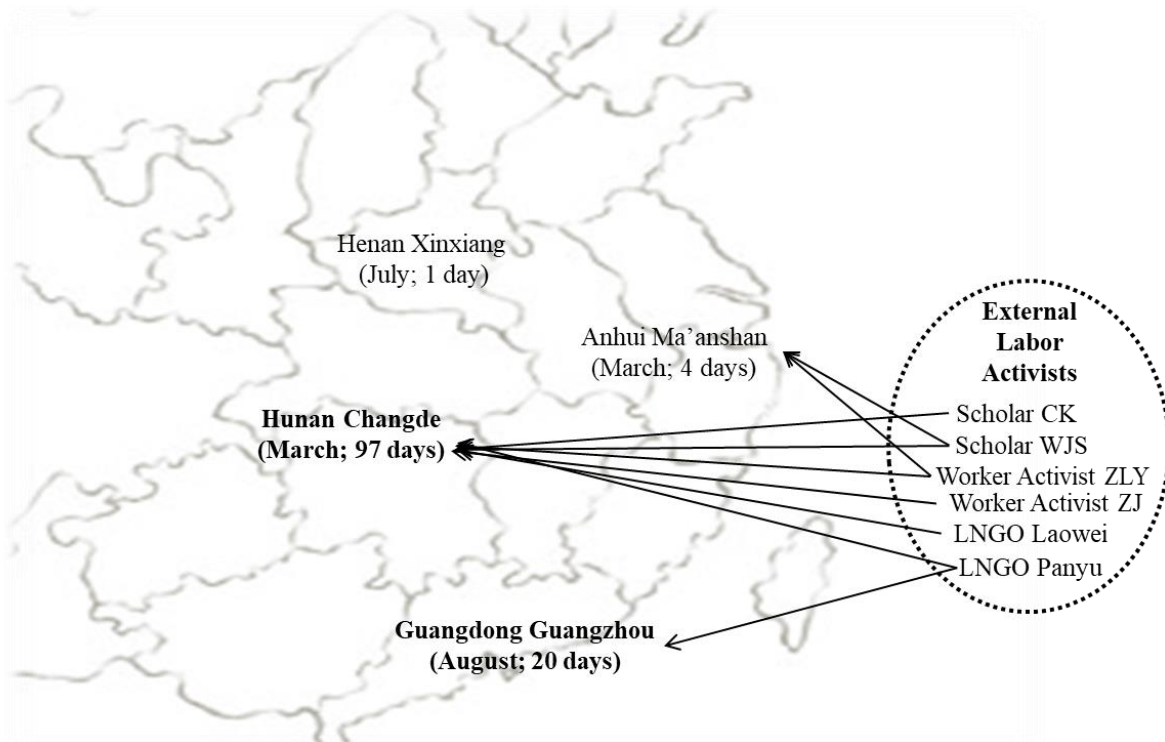 Henan Xinxiang
(July; 1 day)
Anhui Ma’anshan
(March; 4 days)
Hunan Changde
(March; 97 days)
Guangdong Guangzhou
(August; 20 days)
External
Labor
Activists
Scholar CK
Scholar WJS
Worker Activist ZLY
Worker Activist ZJ
LNGO Laowei
LNGO Panyu